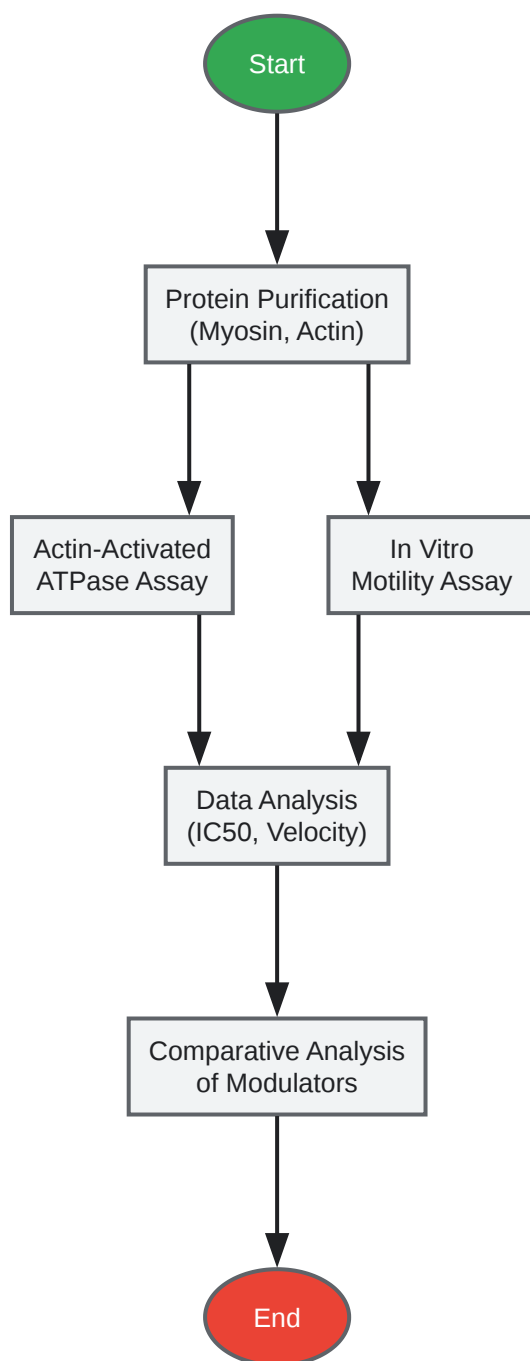 Start
Protein Purification
(Myosin, Actin)
Actin-Activated
ATPase Assay
In Vitro
Motility Assay
Data Analysis
(IC50, Velocity)
Comparative Analysis
of Modulators
End